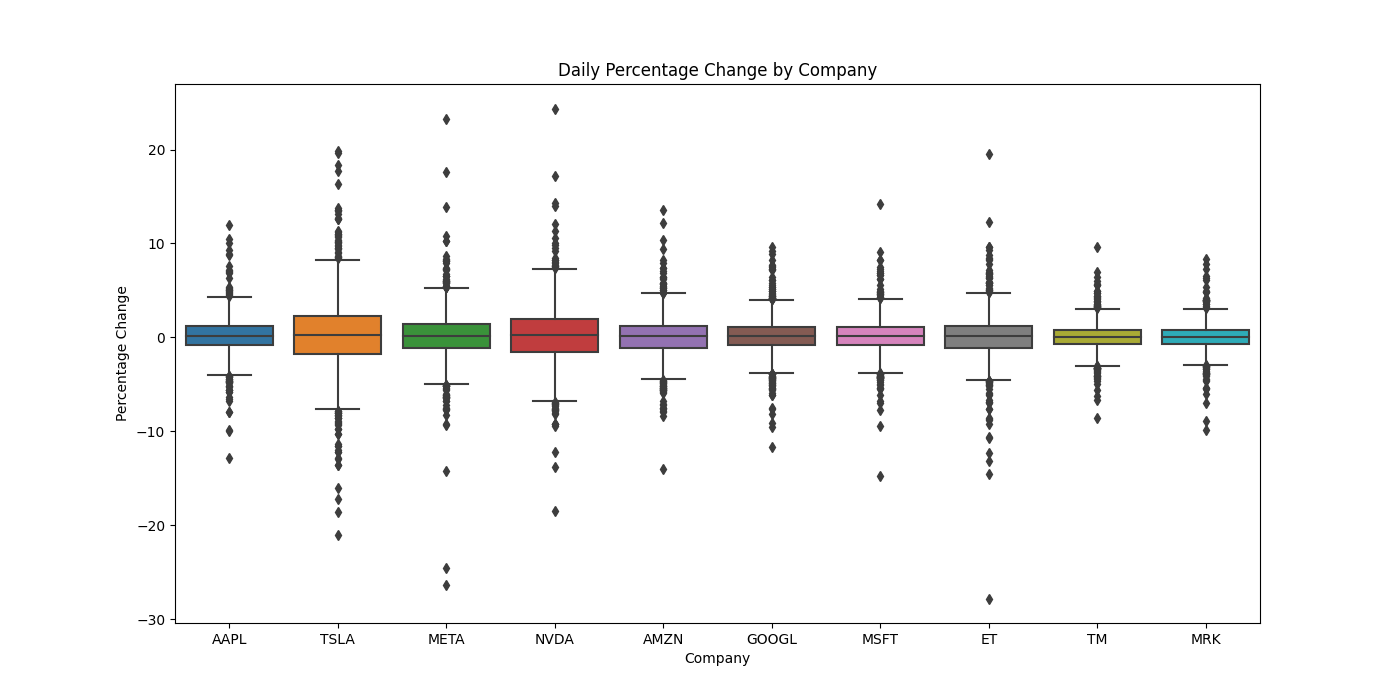 Daily Percentage Change by Company
Percentage Change
20
10
0
−10
−20
−30
AAPL TSLA META NVDA AMZN GOOGL MSFT ET TM MRK
Company